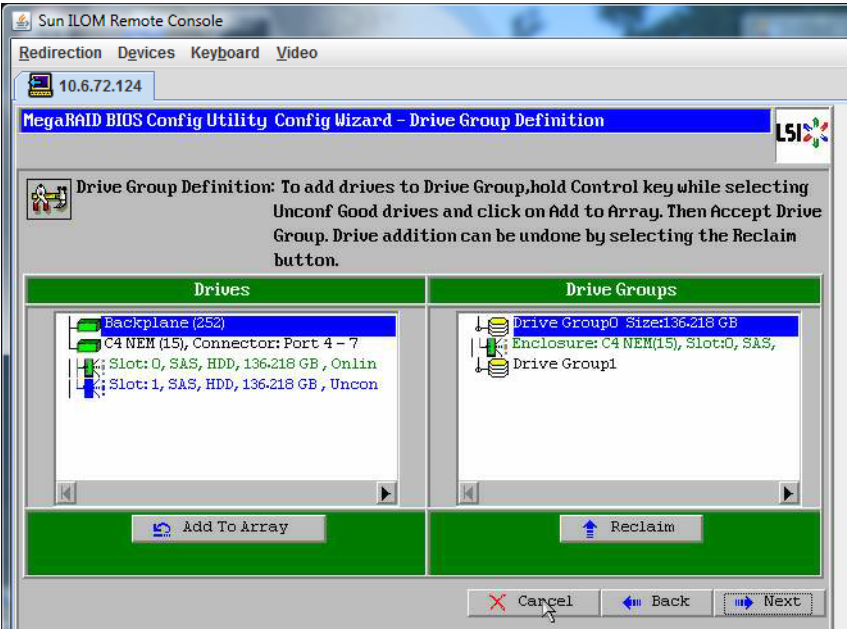 Sun ILOM Remote Console
Redirection Devices Keyboard Video
10.6.72.124
MegaRAID BIOS Config Utility Config Wizard – Drive Group Definition
LSI
Drive Group Definition: To add drives to Drive Group,hold Control key while selecting
Unconf Good drives and click on Add to Array. Then Accept Drive
Group. Drive addition can be undone by selecting the Reclaim
button.
Drives
Backplane (252)
C4 NEM (15), Connector: Port 4 – 7
Slot: 0, SAS, HDD, 136.218 GB , Onlin
Slot: 1, SAS, HDD, 136.218 GB , Uncon
Add To Array
Drive Groups
Drive Group0 Size:136.218 GB
Enclosure: C4 NEM(15), Slot:0, SAS,
Drive Group1
Reclaim
Cancel Back Next